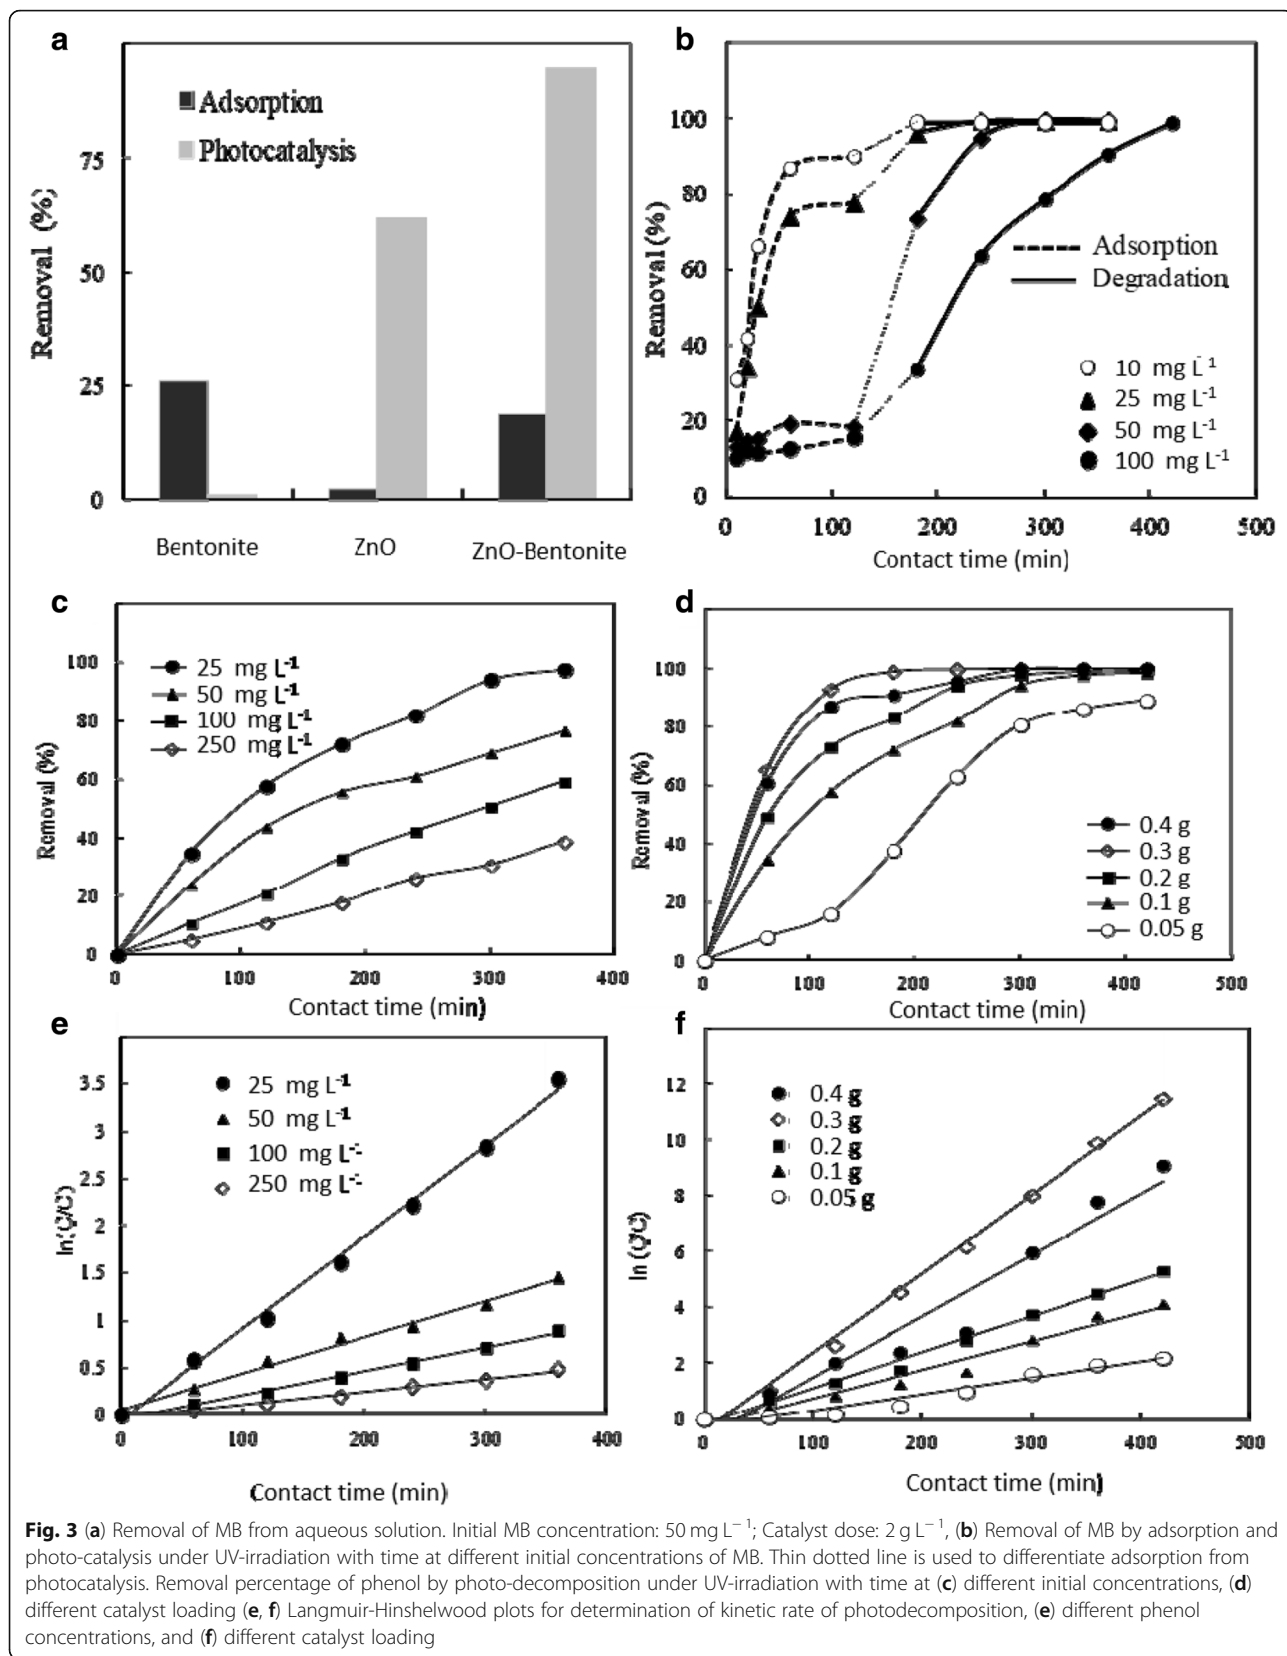 a
Adsorption
Photocatalysis
75
50
25
0
Removal (%)
Bentonite
ZnO
ZnO-Bentonite
b
100
80
60
40
20
0
Removal (%)
Adsorption
Degradation
10 mg L-1
25 mg L-1
50 mg L-1
100 mg L-1
0 100 200 300 400 500
Contact time (min)
c
100
80
60
40
20
0
Removal (%)
25 mg L-1
50 mg L-1
100 mg L-1
250 mg L-1
0 100 200 300 400
Contact time (min)
d
100
80
60
40
20
0
Removal (%)
0.4 g
0.3 g
0.2 g
0.1 g
0.05 g
0 100 200 300 400 500
Contact time (min)
e
3.5
3
2.5
2
1.5
1
0.5
0
25 mg L-1
50 mg L-1
100 mg
250 mg
0 100 200 300 400
Contact time (min)
f
12
10
8
6
4
2
0
0.4 g
0.3 g
0.2 g
0.1 g
0.05 g
0 100 200 300 400 500
Contact time (min)
Fig. 3 (a) Removal of MB from aqueous solution. Initial MB concentration: 50 mg L−1; Catalyst dose: 2 g L−1, (b) Removal of MB by adsorption and
photo-catalysis under UV-irradiation with time at different initial concentrations of MB. Thin dotted line is used to differentiate adsorption from
photocatalysis. Removal percentage of phenol by photo-decomposition under UV-irradiation with time at (c) different initial concentrations, (d)
different catalyst loading (e, f) Langmuir-Hinshelwood plots for determination of kinetic rate of photodecomposition, (e) different phenol
concentrations, and (f) different catalyst loading